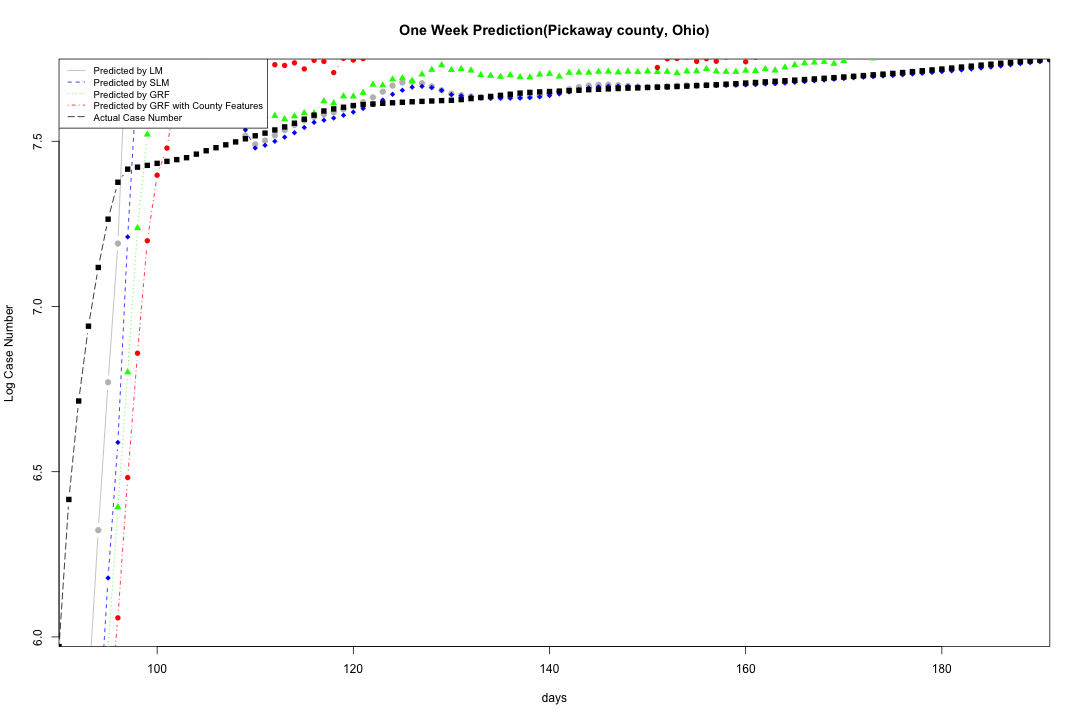 One Week Prediction(Pickaway county, Ohio)
Predicted by LM
Predicted by SLM
Predicted by GRF
Predicted by GRF with County Features
Actual Case Number
7.5
7.0
6.5
6.0
Log Case Number
100
120
140
160
180
days